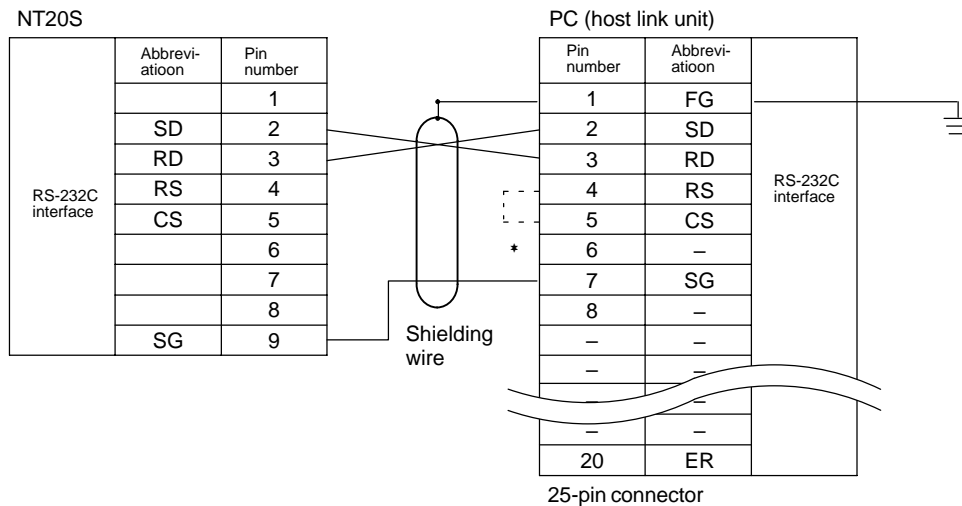 NT20S
PC (host link unit)
Abbrevi-
atioon
Pin
number
1
SD 2
RD 3
RS 4
CS 5
6
7
8
SG 9
RS-232C
interface
Shielding
wire
*
Pin
number
Abbrevi-
atioon
1 FG
2 SD
3 RD
4 RS
5 CS
6 –
7 SG
8 –
– –
– –
– –
– –
20 ER
RS-232C
interface
25-pin connector